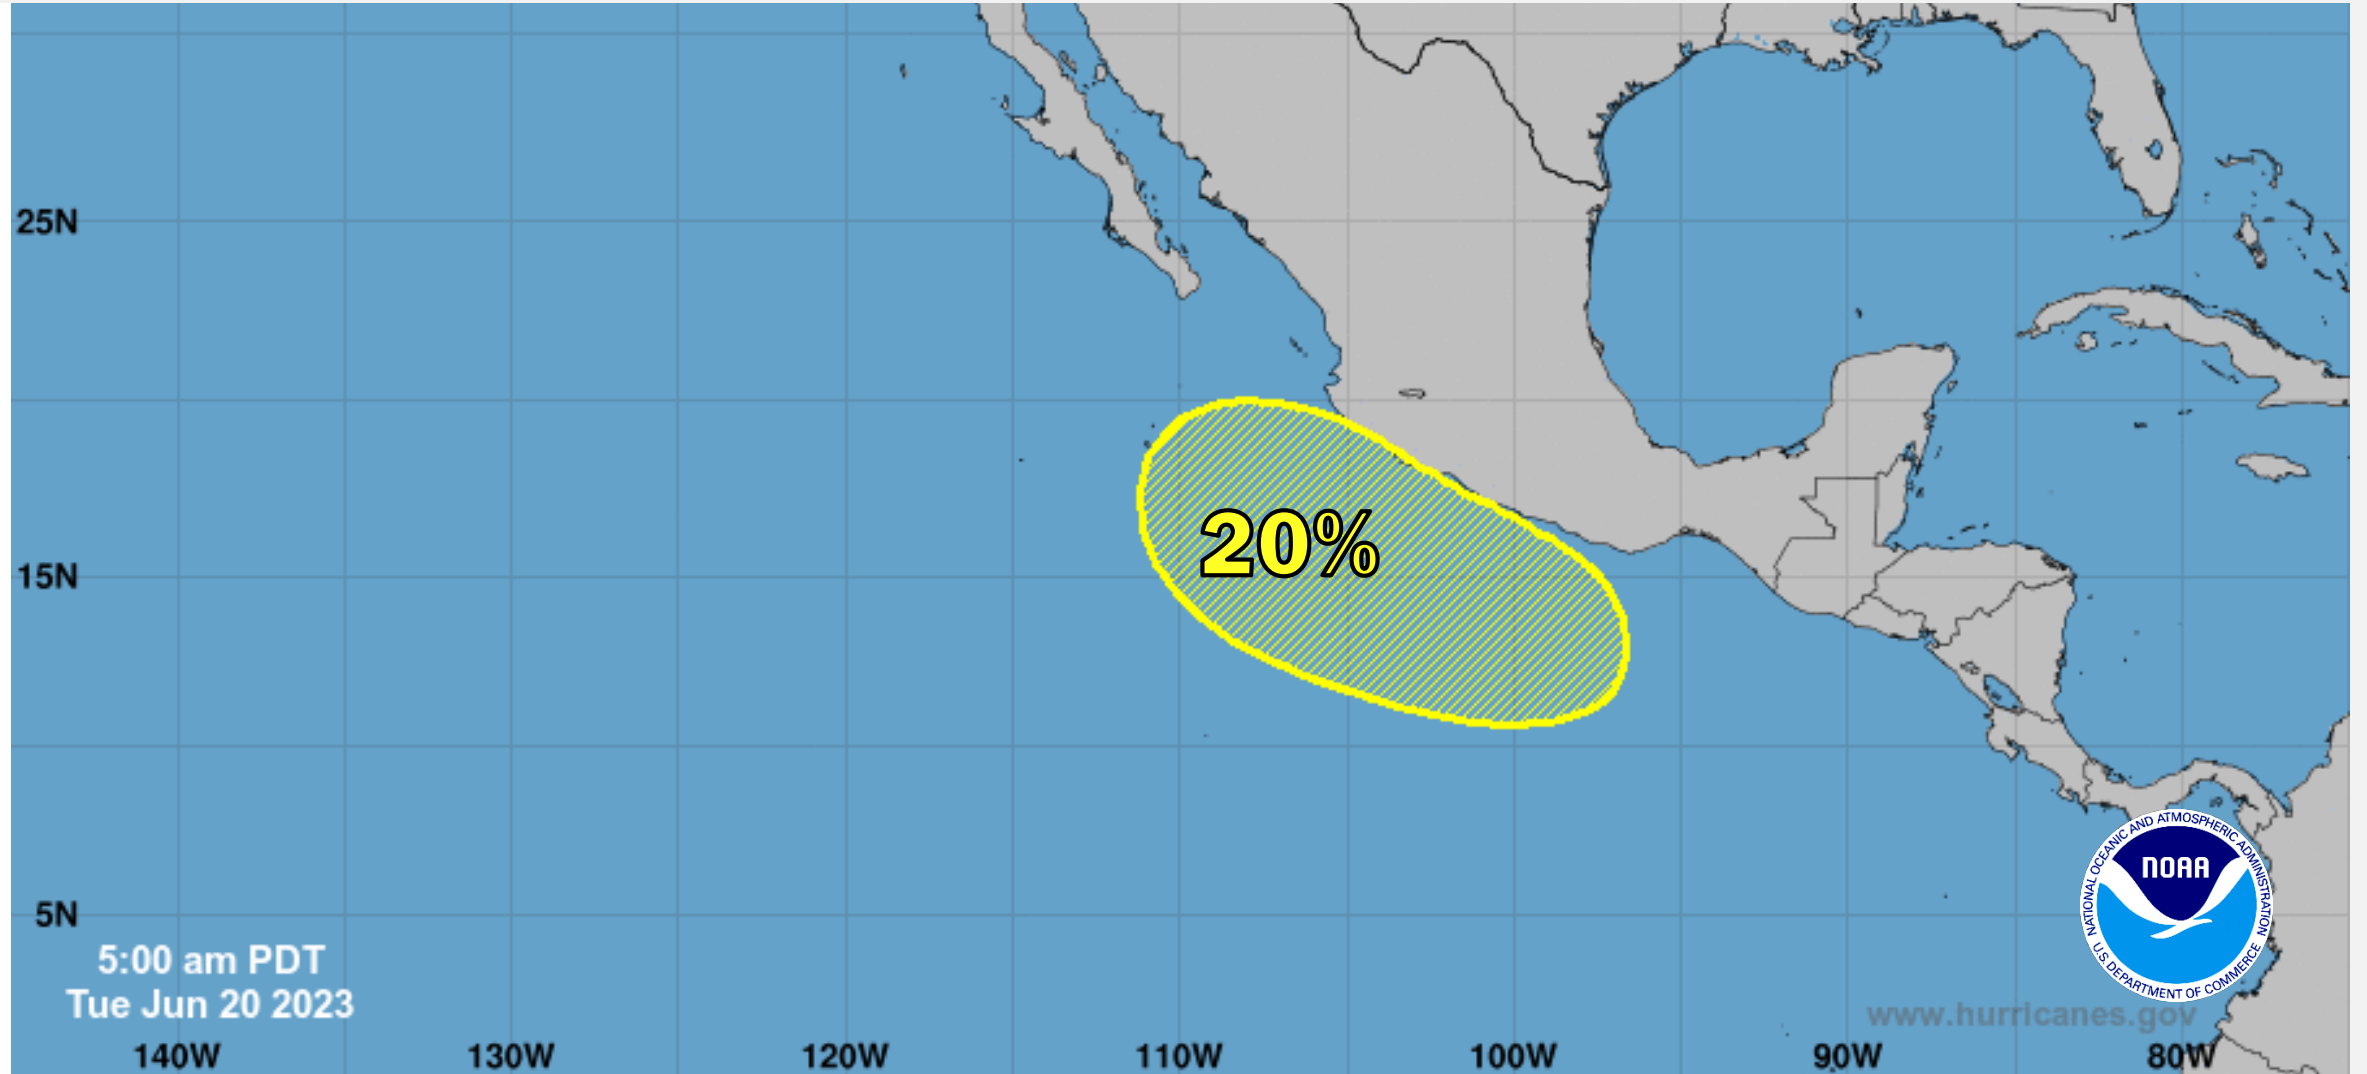 25N
20%
15N
5N
NATIONAL OCEANIC AND ATMOSPHERIC ADMINISTRATION
NOAA
U.S. DEPARTMENT OF COMMERCE
5:00 am PDT
Tue Jun 20 2023
www.hurricanes.gov
140W 130W 120W 110W 100W 90W 80W